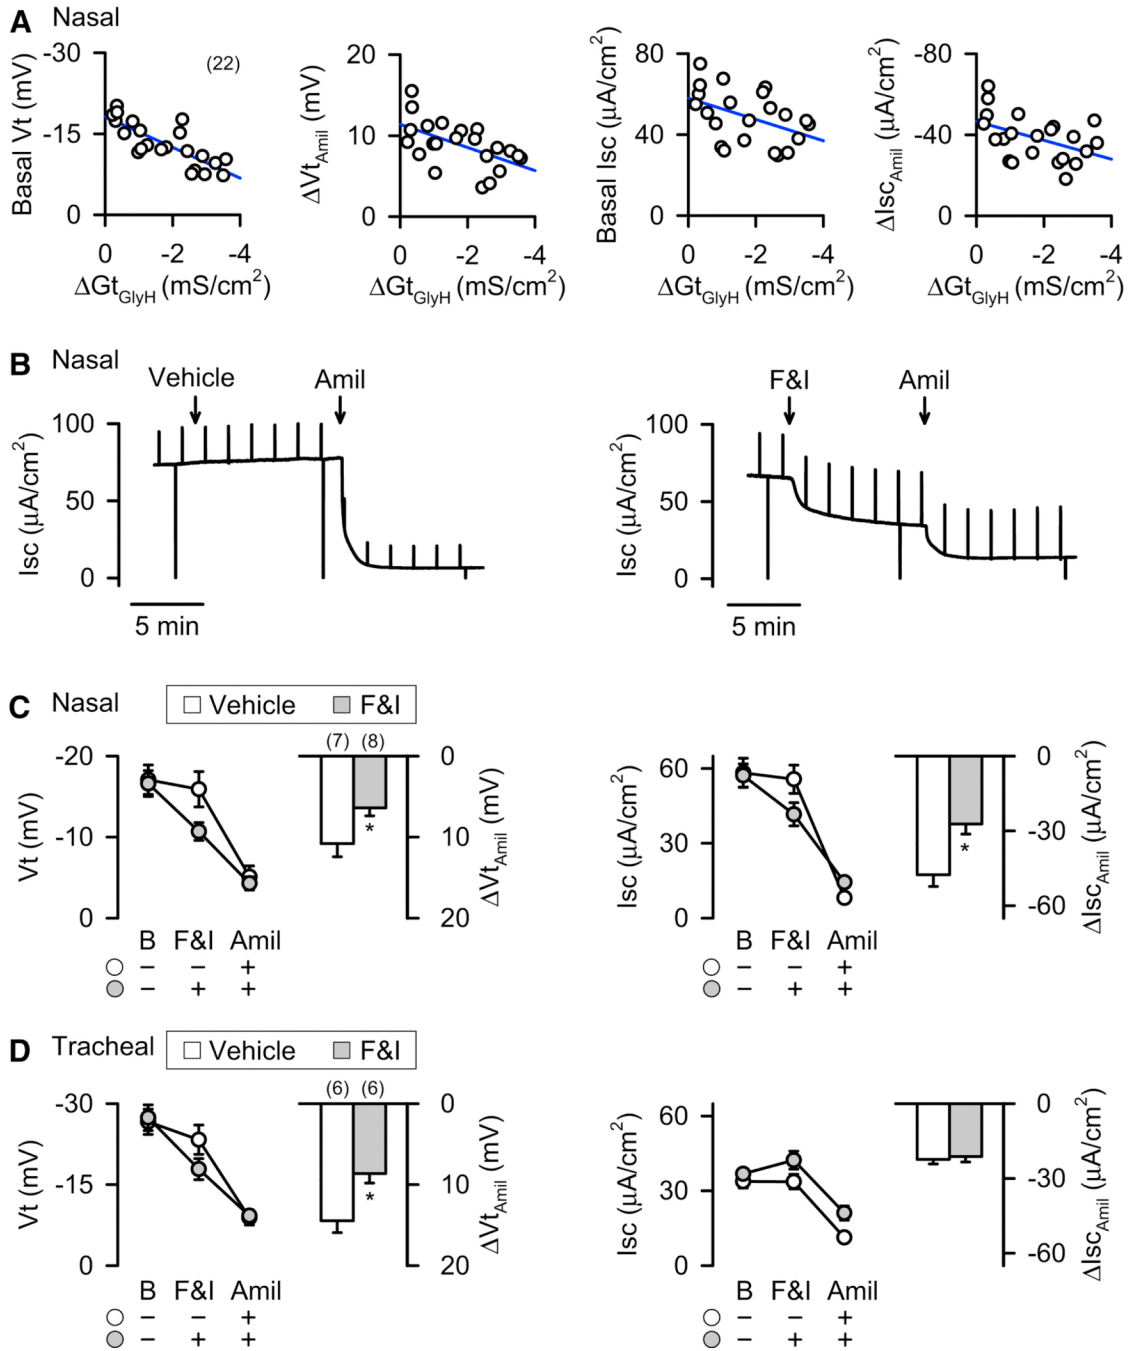 A Nasal
Basal Vt (mV)
-30
-15
0
(22)
0 -2 -4
ΔGtGlyH (mS/cm2)
ΔVtAmil (mV)
20
10
0
0 -2 -4
ΔGtGlyH (mS/cm2)
Basal Isc (μA/cm2)
80
40
0
0 -2 -4
ΔGtGlyH (mS/cm2)
ΔIscAmil (μA/cm2)
-80
-40
0
0 -2 -4
ΔGtGlyH (mS/cm2)
B Nasal
Vehicle Amil
Isc (μA/cm2)
100
50
0
5 min
F&I Amil
Isc (μA/cm2)
100
50
0
5 min
C Nasal
Vehicle F&I
Vt (mV)
-20
-10
0
B F&I Amil
− − +
− + +
(7) (8)
*
0
10
20
ΔVtAmil (mV)
Isc (μA/cm2)
60
30
0
B F&I Amil
− − +
− + +
*
0
-30
-60
ΔIscAmil (μA/cm2)
D Tracheal
Vehicle F&I
Vt (mV)
-30
-15
0
B F&I Amil
− − +
− + +
(6) (6)
*
0
10
20
ΔVtAmil (mV)
Isc (μA/cm2)
60
30
0
B F&I Amil
− − +
− + +
0
-30
-60
ΔIscAmil (μA/cm2)